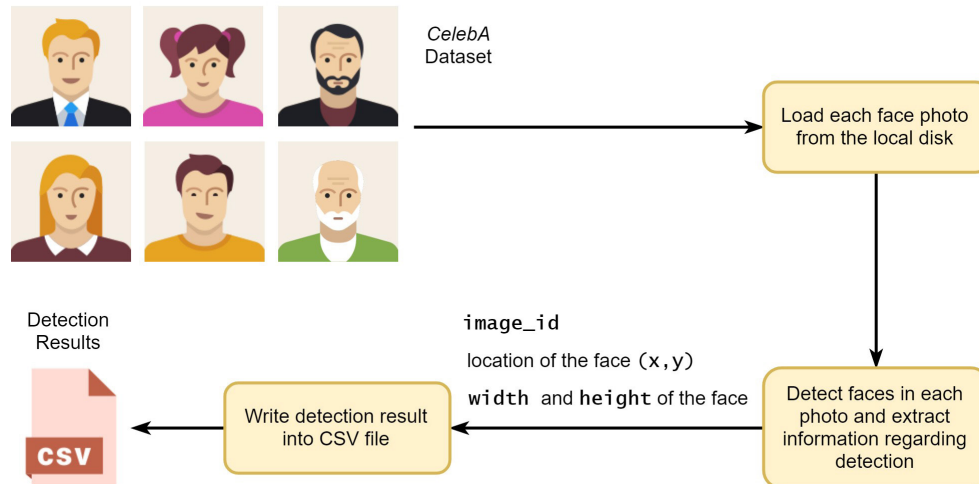 CelebA
Dataset
Load each face photo
from the local disk
Detection
Results
image_id
location of the face (x,y)
width and height of the face
Detect faces in each
photo and extract
information regarding
detection
Write detection result
into CSV file
CSV